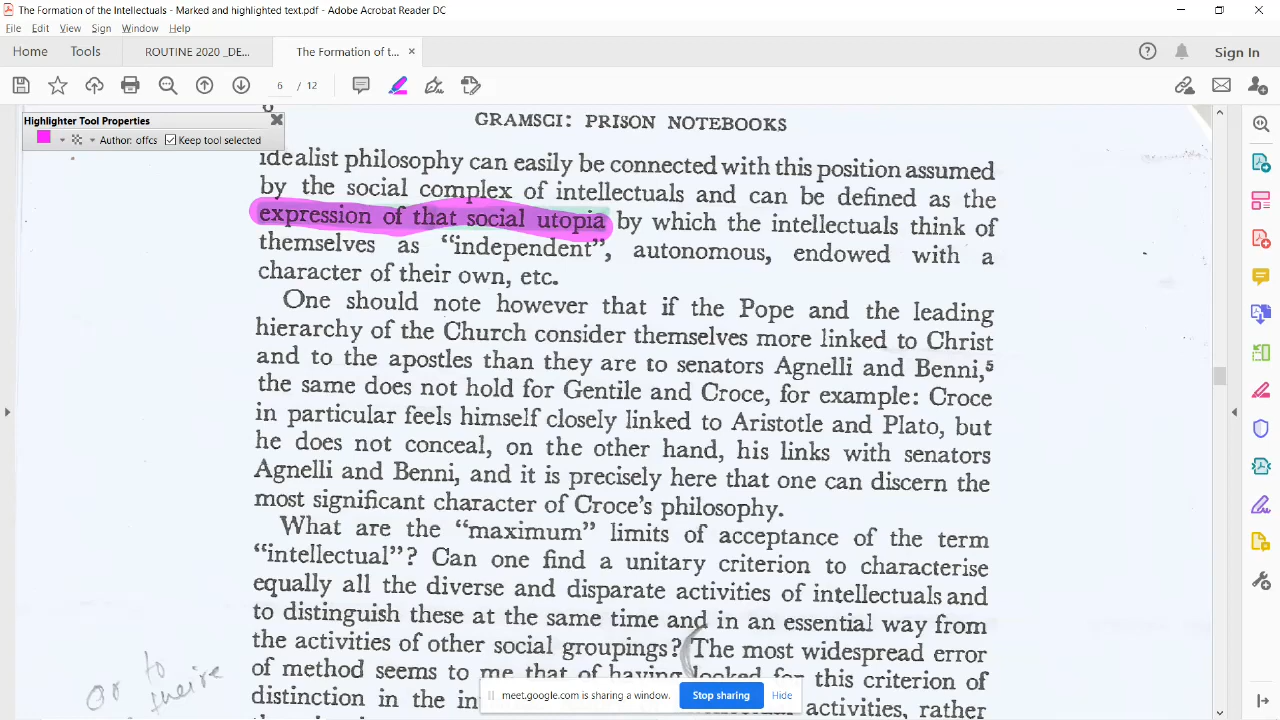 The Formation of the Intellectuals - Marked and highlighted text.pdf - Adobe Acrobat Reader DC
File Edit View Sign Window Help
Home Tools ROUTINE 2020 _DE... The Formation of t... × Sign In
6 / 12
Highlighter Tool Properties
Author: offcs Keep tool selected
GRAMSCI: PRISON NOTEBOOKS
idealist philosophy can easily be connected with this position assumed
by the social complex of intellectuals and can be defined as the
expression of that social utopia by which the intellectuals think of
themselves as “independent”, autonomous, endowed with a
character of their own, etc.
One should note however that if the Pope and the leading
hierarchy of the Church consider themselves more linked to Christ
and to the apostles than they are to senators Agnelli and Benni,⁵
the same does not hold for Gentile and Croce, for example: Croce
in particular feels himself closely linked to Aristotle and Plato, but
he does not conceal, on the other hand, his links with senators
Agnelli and Benni, and it is precisely here that one can discern the
most significant character of Croce’s philosophy.
What are the “maximum” limits of acceptance of the term
“intellectual”? Can one find a unitary criterion to characterise
equally all the diverse and disparate activities of intellectuals and
to distinguish these at the same time and in an essential way from
the activities of other social groupings? The most widespread error
of method seems to me that of having looked for this criterion of
distinction in the in activities, rather
or to
meet.google.com is sharing a window. Stop sharing Hide